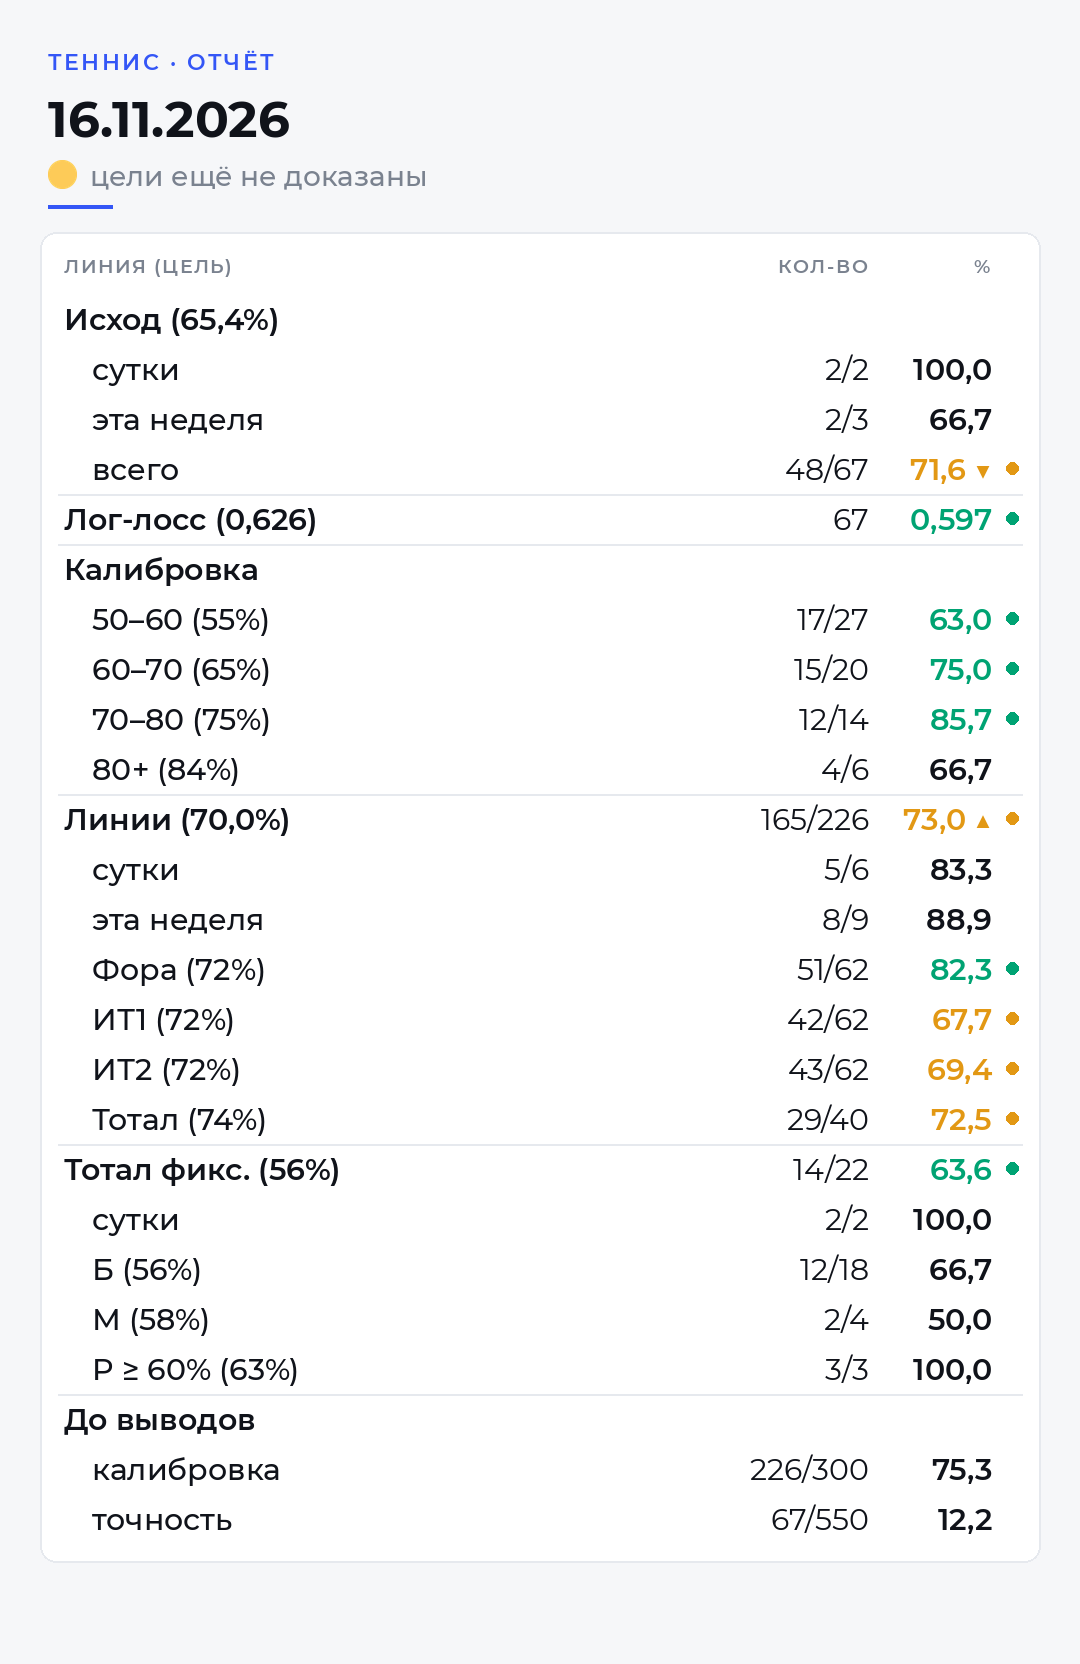 ТЕННИС · ОТЧЁТ
16.11.2026
цели ещё не доказаны
ЛИНИЯ (ЦЕЛЬ) КОЛ-ВО %
Исход (65,4%)
сутки 2/2 100,0
эта неделя 2/3 66,7
всего 48/67 71,6 ▼
Лог-лосс (0,626) 67 0,597
Калибровка
50–60 (55%) 17/27 63,0
60–70 (65%) 15/20 75,0
70–80 (75%) 12/14 85,7
80+ (84%) 4/6 66,7
Линии (70,0%) 165/226 73,0 ▲
сутки 5/6 83,3
эта неделя 8/9 88,9
Фора (72%) 51/62 82,3
ИТ1 (72%) 42/62 67,7
ИТ2 (72%) 43/62 69,4
Тотал (74%) 29/40 72,5
Тотал фикс. (56%) 14/22 63,6
сутки 2/2 100,0
Б (56%) 12/18 66,7
М (58%) 2/4 50,0
Р ≥ 60% (63%) 3/3 100,0
До выводов
калибровка 226/300 75,3
точность 67/550 12,2